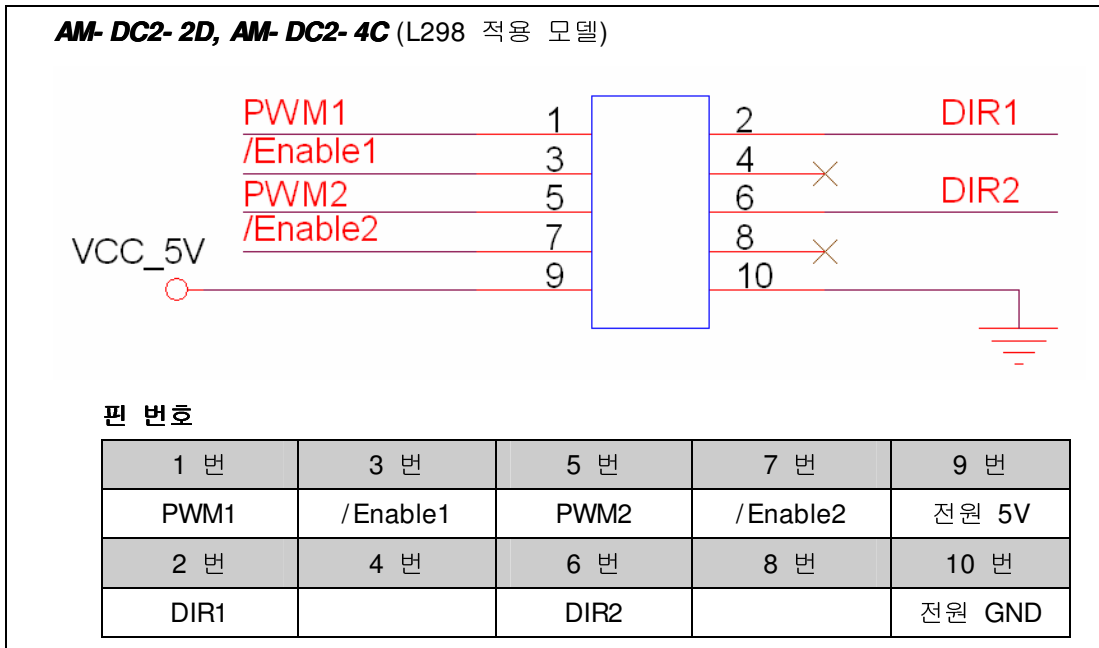 AM- DC2- 2D, AM- DC2- 4C (L298 적용 모델)
PWM1 1 2 DIR1
/Enable1 3 4
PWM2 5 6 DIR2
/Enable2 7 8
VCC_5V 9 10
핀 번호
1 번 3 번 5 번 7 번 9 번
PWM1 /Enable1 PWM2 /Enable2 전원 5V
2 번 4 번 6 번 8 번 10 번
DIR1 DIR2 전원 GND